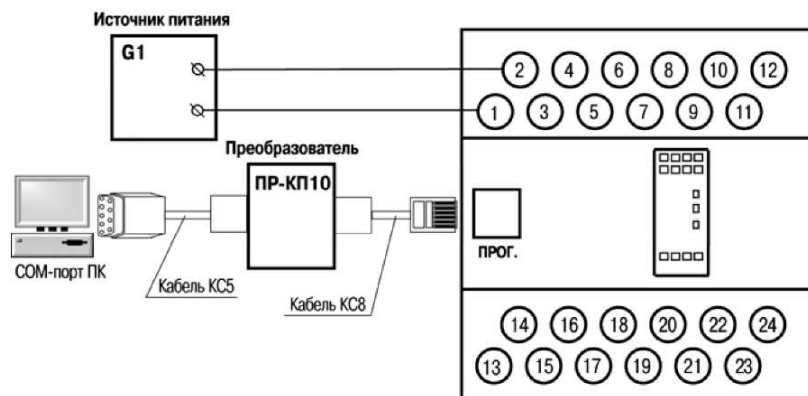 Источник питания
G1
2 4 6 8 10 12
1 3 5 7 9 11
Преобразователь
ПР-КП10
ПРОГ.
COM-порт ПК
Кабель КС5
Кабель КС8
14 16 18 20 22 24
13 15 17 19 21 23